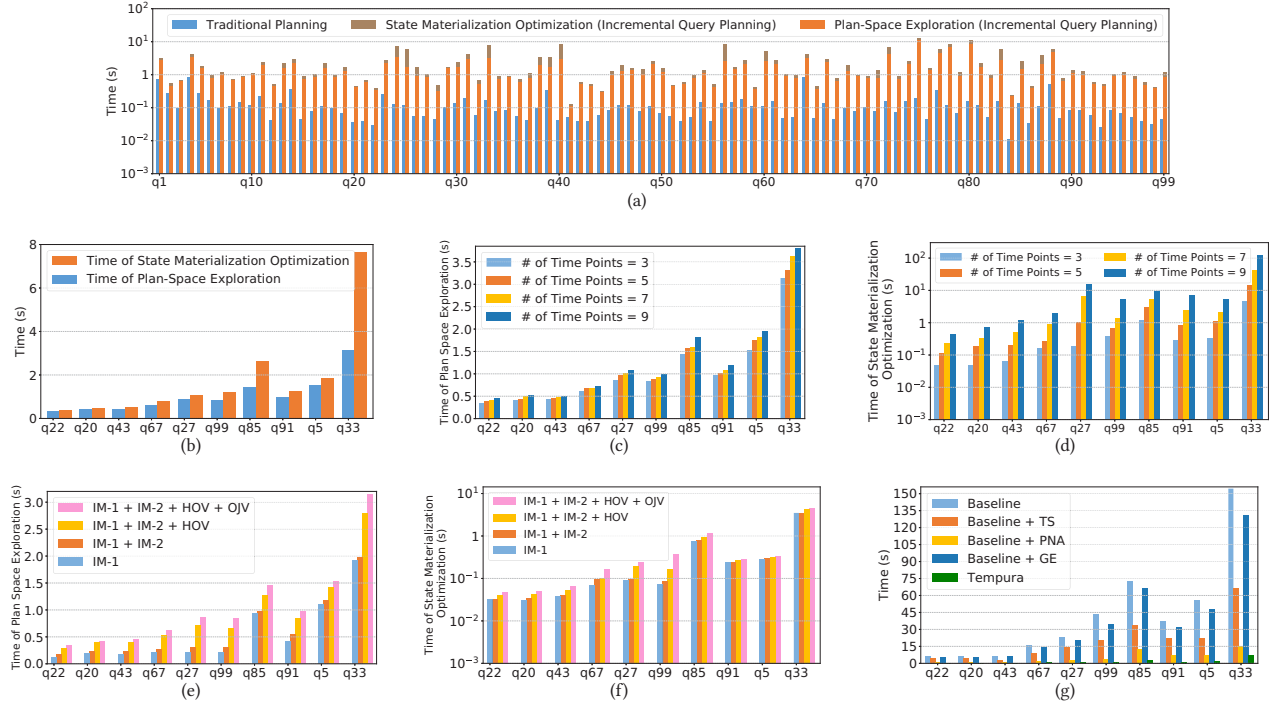 Traditional Planning State Materialization Optimization (Incremental Query Planning) Plan-Space Exploration (Incremental Query Planning)
Time (s)
10²
10¹
1
10⁻¹
10⁻²
10⁻³
q1 q10 q20 q30 q40 q50 q60 q70 q80 q90 q99
(a)
Time of State Materialization Optimization
Time of Plan-Space Exploration
Time (s)
8
6
4
2
0
q22 q20 q43 q67 q27 q99 q85 q91 q5 q33
(b)
# of Time Points = 3
# of Time Points = 5
# of Time Points = 7
# of Time Points = 9
Time of Plan Space Exploration (s)
3.5
3.0
2.5
2.0
1.5
1.0
0.5
0.0
q22 q20 q43 q67 q27 q99 q85 q91 q5 q33
(c)
# of Time Points = 3 # of Time Points = 7
# of Time Points = 5 # of Time Points = 9
Time of State Materialization
Optimization (s)
10²
10¹
1
10⁻¹
10⁻²
10⁻³
q22 q20 q43 q67 q27 q99 q85 q91 q5 q33
(d)
IM-1 + IM-2 + HOV + OJV
IM-1 + IM-2 + HOV
IM-1 + IM-2
IM-1
Time of Plan Space Exploration (s)
3.0
2.5
2.0
1.5
1.0
0.5
0.0
q22 q20 q43 q67 q27 q99 q85 q91 q5 q33
(e)
IM-1 + IM-2 + HOV + OJV
IM-1 + IM-2 + HOV
IM-1 + IM-2
IM-1
Time of State Materialization
Optimization (s)
10¹
1
10⁻¹
10⁻²
10⁻³
q22 q20 q43 q67 q27 q99 q85 q91 q5 q33
(f)
Baseline
Baseline + TS
Baseline + PNA
Baseline + GE
Tempura
Time (s)
150
135
120
105
90
75
60
45
30
15
0
q22 q20 q43 q67 q27 q99 q85 q91 q5 q33
(g)